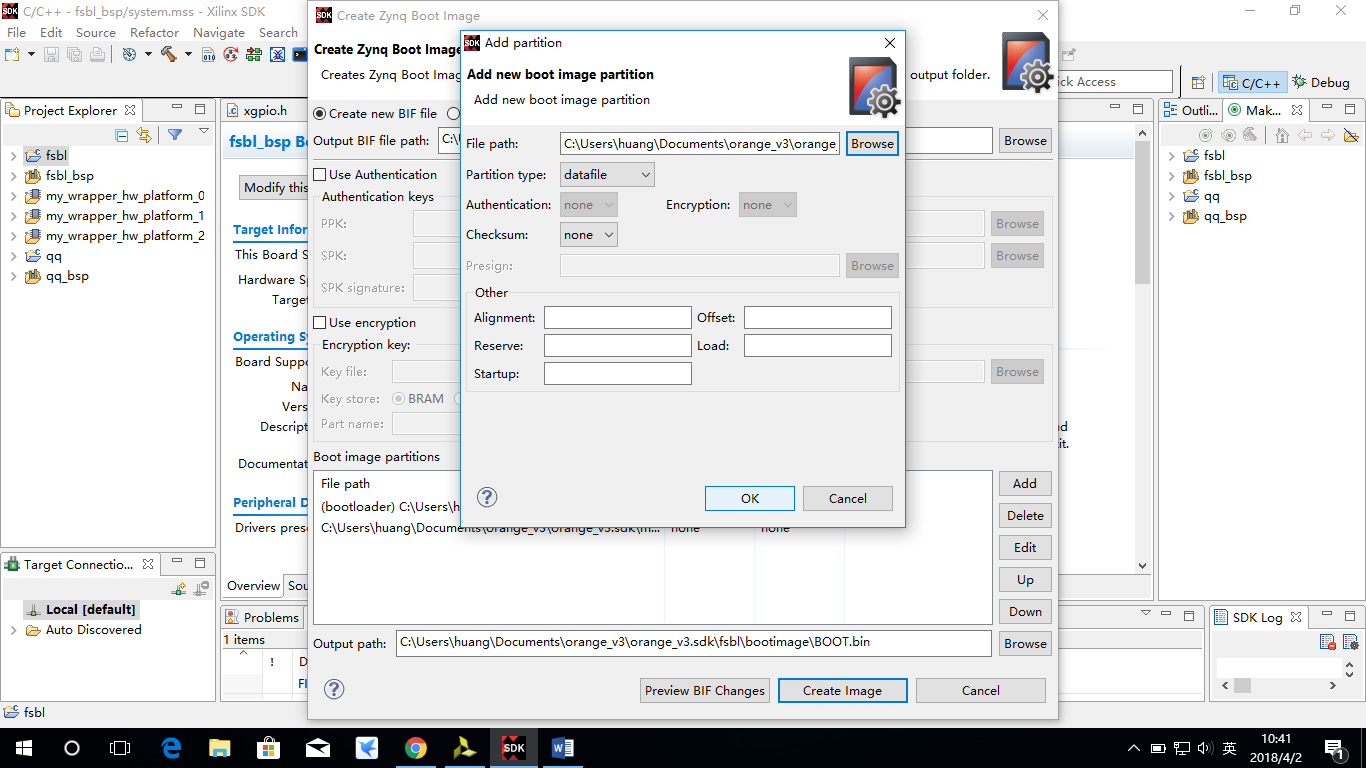 C/C++ - fsbl_bsp/system.mss - Xilinx SDK
File Edit Source Refactor Navigate Search
Quick Access
C/C++
Debug
Project Explorer
fsbl
fsbl_bsp
my_wrapper_hw_platform_0
my_wrapper_hw_platform_1
my_wrapper_hw_platform_2
qq
qq_bsp
Target Connectio...
Local [default]
Auto Discovered
xgpio.h
fsbl_bsp Bo
Modify this
Target Infor
This Board S
Hardware Sp
Target
Operating Sy
Board Suppo
Na
Vers
Descript
Documentat
Peripheral D
Drivers prese
Overview Sou
Problems
1 items
!
D
Create Zynq Boot Image
Create Zynq Boot Image
Creates Zynq Boot Imag
output folder.
Create new BIF file
Output BIF file path: C:\U
Browse
Use Authentication
Authentication keys
PPK:
Browse
SPK:
Browse
SPK signature:
Use encryption
Encryption key:
Key file:
Browse
Key store: BRAM
Part name:
Boot image partitions
File path
(bootloader) C:\Users\h
C:\Users\huang\Documents\orange_v3\orange_v3.sdk\m... none none
Add
Delete
Edit
Up
Down
Output path: C:\Users\huang\Documents\orange_v3\orange_v3.sdk\fsbl\bootimage\BOOT.bin Browse
Preview BIF Changes Create Image Cancel
Add partition
Add new boot image partition
Add new boot image partition
File path: C:\Users\huang\Documents\orange_v3\orange_ Browse
Partition type: datafile
Authentication: none Encryption: none
Checksum: none
Presign: Browse
Other
Alignment: Offset:
Reserve: Load:
Startup:
OK Cancel
Outli... Mak...
fsbl
fsbl_bsp
qq
qq_bsp
SDK Log
fsbl
SDK
英
10:41
2018/4/2
1